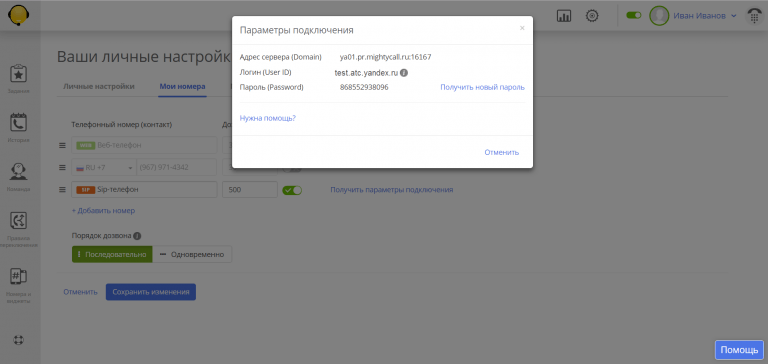 Иван Иванов
Параметры подключения
×
Адрес сервера (Domain) ya01.pr.mightycall.ru:16167
Логин (User ID) test.atc.yandex.ru
Пароль (Password) 868552938096 Получить новый пароль
Нужна помощь?
Отменить
Ваши личные настройк
Личные настройки Мои номера
Телефонный номер (контакт) До
Веб-телефон
RU +7 (967) 971-4342
SIP Sip-телефон 500 Получить параметры подключения
+ Добавить номер
Порядок дозвона
Последовательно Одновременно
Отменить Сохранить изменения
Задания
История
Команда
Правила
Номера и
виджеты
Помощь